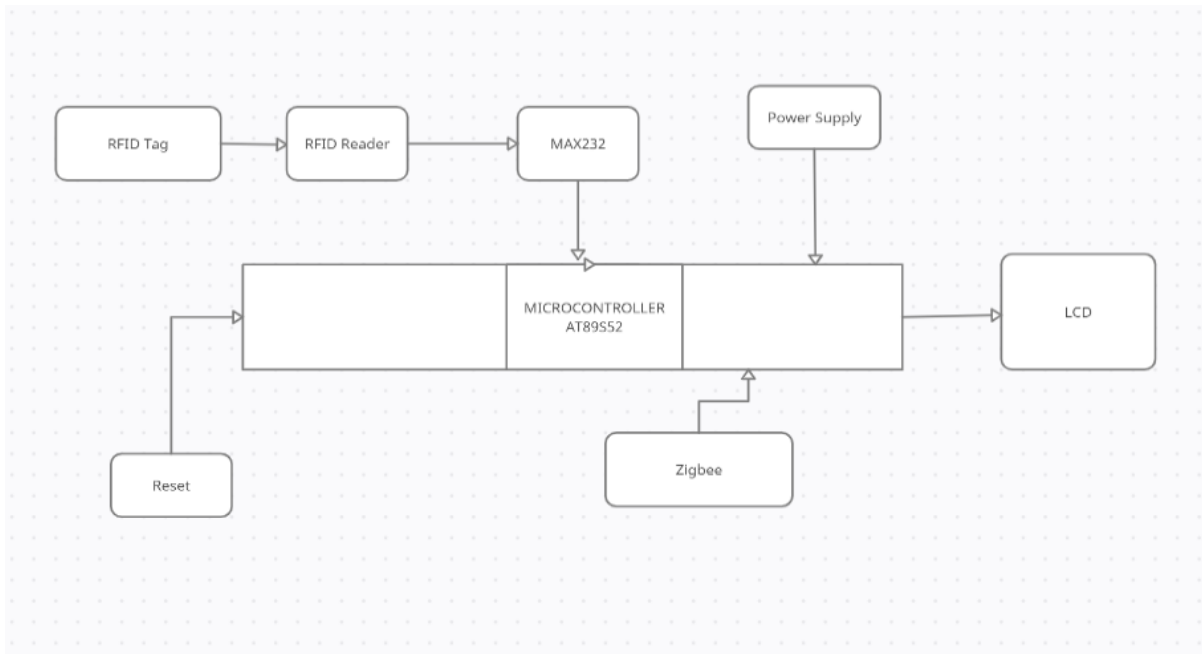 RFID Tag
RFID Reader
MAX232
Power Supply
MICROCONTROLLER
AT89S52
LCD
Zigbee
Reset